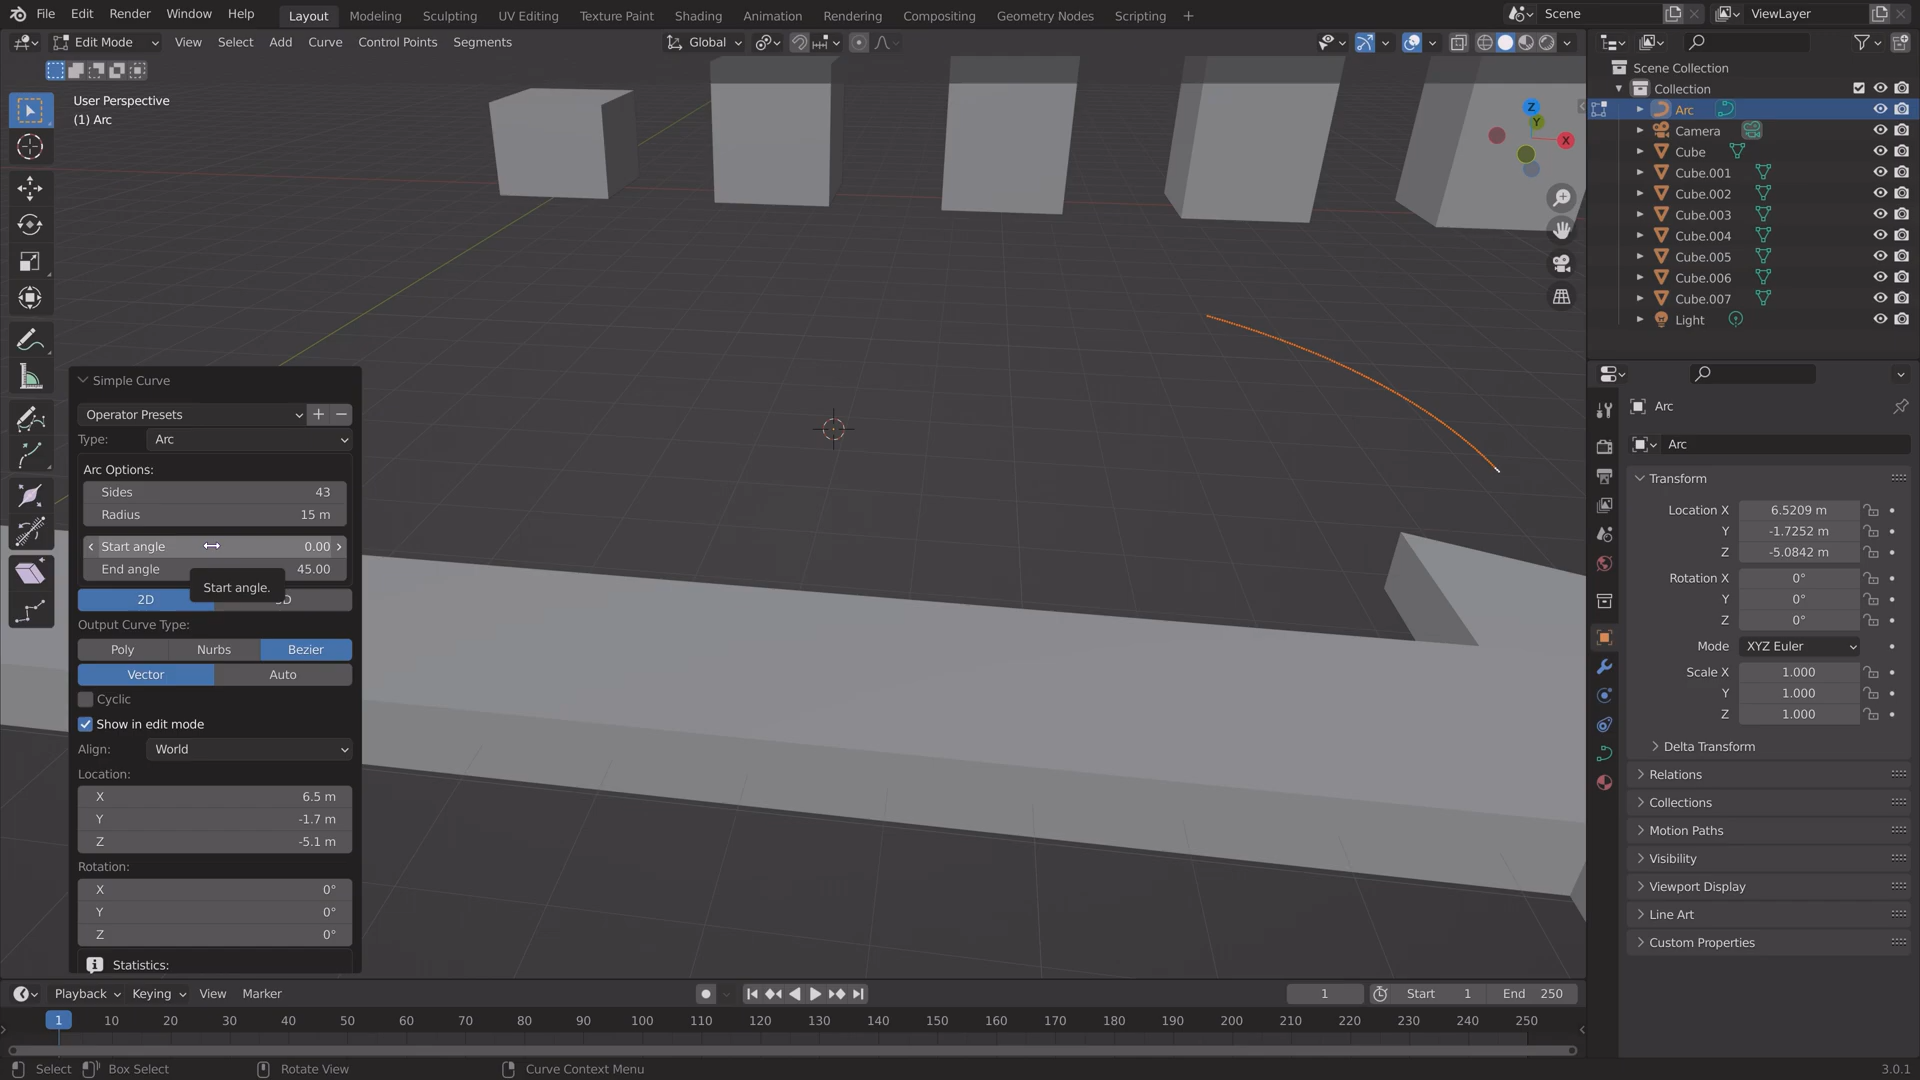 File Edit Render Window Help
Layout Modeling Sculpting UV Editing Texture Paint Shading Animation Rendering Compositing Geometry Nodes Scripting +
Scene
ViewLayer
Edit Mode View Select Add Curve Control Points Segments
Global
User Perspective
(1) Arc
Z
Y
X
Scene Collection
Collection
Arc
Camera
Cube
Cube.001
Cube.002
Cube.003
Cube.004
Cube.005
Cube.006
Cube.007
Light
Simple Curve
Operator Presets
Type: Arc
Arc Options:
Sides 43
Radius 15 m
Start angle 0.00
End angle 45.00
Start angle.
2D
Output Curve Type:
Poly Nurbs Bezier
Vector Auto
Cyclic
Show in edit mode
Align: World
Location:
X 6.5 m
Y -1.7 m
Z -5.1 m
Rotation:
X 0°
Y 0°
Z 0°
Statistics:
Arc
Arc
Transform
Location X 6.5209 m
Y -1.7252 m
Z -5.0842 m
Rotation X 0°
Y 0°
Z 0°
Mode XYZ Euler
Scale X 1.000
Y 1.000
Z 1.000
Delta Transform
Relations
Collections
Motion Paths
Visibility
Viewport Display
Line Art
Custom Properties
Playback Keying View Marker
1
Start 1
End 250
1 10 20 30 40 50 60 70 80 90 100 110 120 130 140 150 160 170 180 190 200 210 220 230 240 250
Select Box Select Rotate View Curve Context Menu 3.0.1